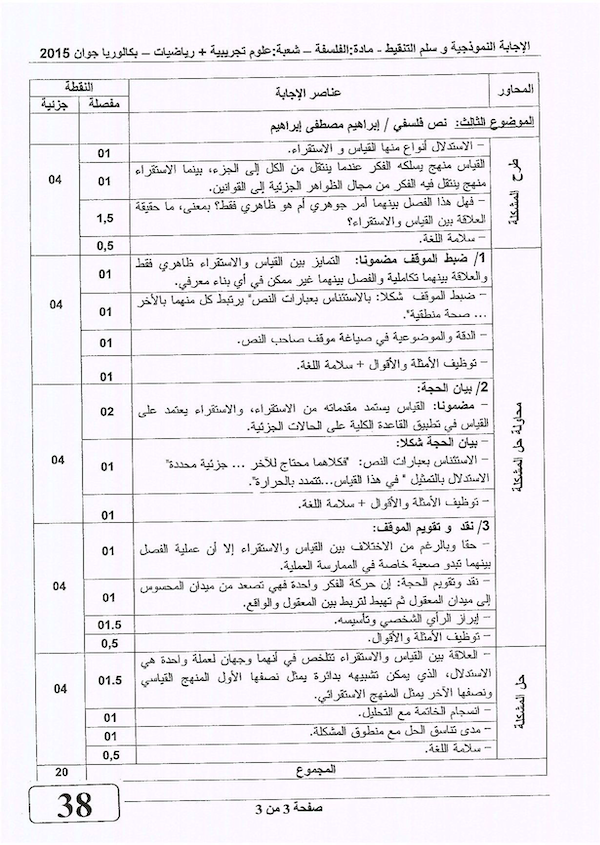 الإجابة النموذجية و سلم التنقيط - مادة:الفلسفة – شعبة:علوم تجريبية + رياضيات – بكالوريا جوان 2015
المحاور
عناصر الإجابة
النقطة
مفصلة
جزئية
الموضوع الثالث: نص فلسفي / إبراهيم مصطفى إبراهيم
طرح المشكلة
– الاستدلال أنواع منها القياس و الاستقراء.
01
04
القياس منهج يسلكه الفكر عندما ينتقل من الكل إلى الجزء، بينما الاستقراء
منهج ينتقل فيه الفكر من مجال الظواهر الجزئية إلى القوانين.
01
– فهل هذا الفصل بينهما أمر جوهري أم هو ظاهري فقط؟ بمعنى، ما حقيقة
العلاقة بين القياس والاستقراء؟
1,5
– سلامة اللغة.
0,5
محاولة حل المشكلة
1/ ضبط الموقف مضمونا: التمايز بين القياس والاستقراء ظاهري فقط
والعلاقة بينهما تكاملية والفصل بينهما غير ممكن في أي بناء معرفي.
01
04
– ضبط الموقف شكلا: بالاستئناس بعبارات النص" يرتبط كل منهما بالأخر
... صحة منطقية".
01
– الدقة والموضوعية في صياغة موقف صاحب النص.
01
– توظيف الأمثلة والأقوال + سلامة اللغة.
01
2/ بيان الحجة:
– مضمونا: القياس يستمد مقدماته من الاستقراء، والاستقراء يعتمد على
القياس في تطبيق القاعدة الكلية على الحالات الجزئية.
02
04
– بيان الحجة شكلا:
– الاستئناس بعبارات النص: "فكلاهما محتاج للآخر ... جزئية محددة"
الاستدلال بالتمثيل " في هذا القياس...تتمدد بالحرارة".
01
– توظيف الأمثلة والأقوال + سلامة اللغة.
01
3/ نقد و تقويم الموقف:
– حقا وبالرغم من الاختلاف بين القياس والاستقراء إلا أن عملية الفصل
بينهما تبدو صعبة خاصة في الممارسة العملية.
01
04
– نقد وتقويم الحجة: إن حركة الفكر واحدة فهي تصعد من ميدان المحسوس
إلى ميدان المعقول ثم تهبط لتربط بين المعقول والواقع.
01
– إبراز الرأي الشخصي وتأسيسه.
01.5
– توظيف الأمثلة والأقوال.
0,5
حل المشكلة
– العلاقة بين القياس والاستقراء تتلخص في أنهما وجهان لعملة واحدة هي
الاستدلال، الذي يمكن تشبيهه بدائرة يمثل نصفها الأول المنهج القياسي
ونصفها الآخر يمثل المنهج الاستقرائي.
01.5
04
– انسجام الخاتمة مع التحليل.
01
– مدى تناسق الحل مع منطوق المشكلة.
01
– سلامة اللغة.
0,5
المجموع
20
صفحة 3 من 3
38